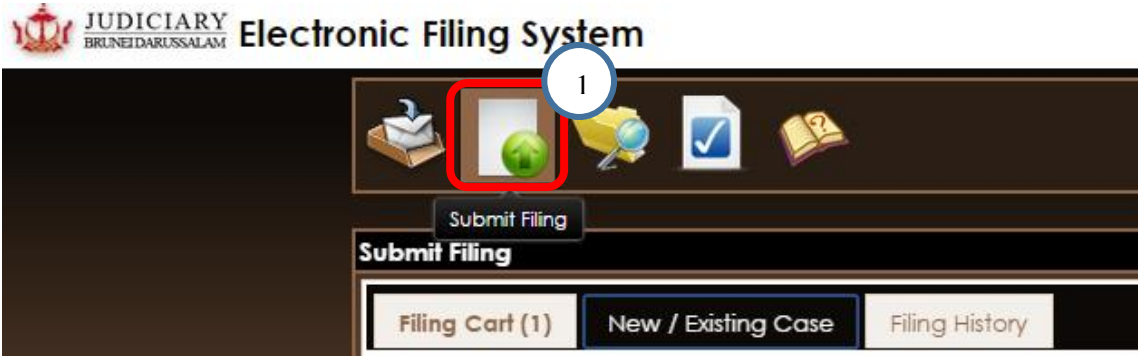 JUDICIARY
BRUNEI DARUSSALAM
Electronic Filing System
1
?
Submit Filing
Submit Filing
Filing Cart (1) New / Existing Case Filing History